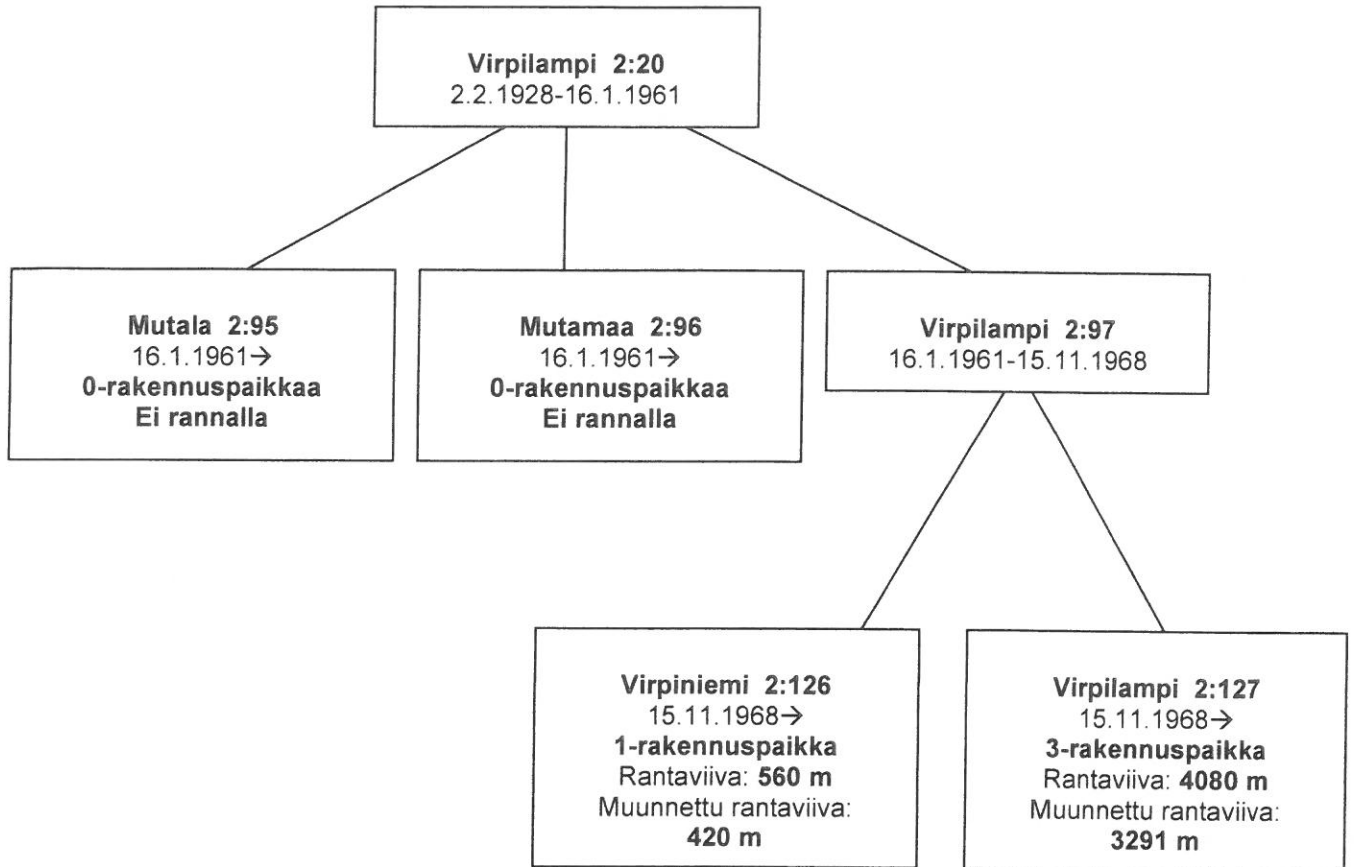 Virpilampi 2:20
2.2.1928-16.1.1961
Mutala 2:95
16.1.1961→
0-rakennuspaikkaa
Ei rannalla
Mutamaa 2:96
16.1.1961→
0-rakennuspaikkaa
Ei rannalla
Virpilampi 2:97
16.1.1961-15.11.1968
Virpiniemi 2:126
15.11.1968→
1-rakennuspaikka
Rantaviiva: 560 m
Muunnettu rantaviiva:
420 m
Virpilampi 2:127
15.11.1968→
3-rakennuspaikka
Rantaviiva: 4080 m
Muunnettu rantaviiva:
3291 m